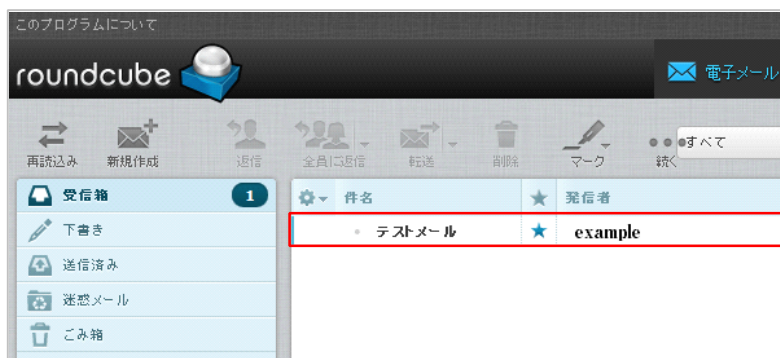 このプログラムについて
roundcube
電子メール
再読込み 新規作成 返信 全員に返信 転送 削除 マーク 続く すべて
受信箱 1
件名 発信者
下書き
テストメール example
送信済み
迷惑メール
ごみ箱